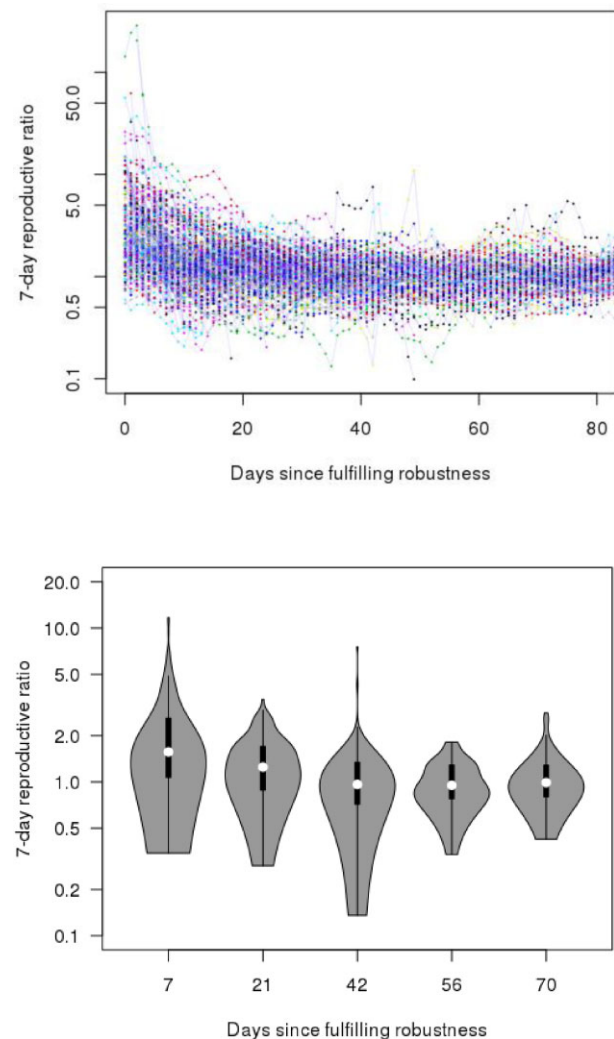 7-day reproductive ratio
50.0
5.0
0.5
0.1
0 20 40 60 80
Days since fulfilling robustness
7-day reproductive ratio
20.0
10.0
5.0
2.0
1.0
0.5
0.2
0.1
7 21 42 56 70
Days since fulfilling robustness